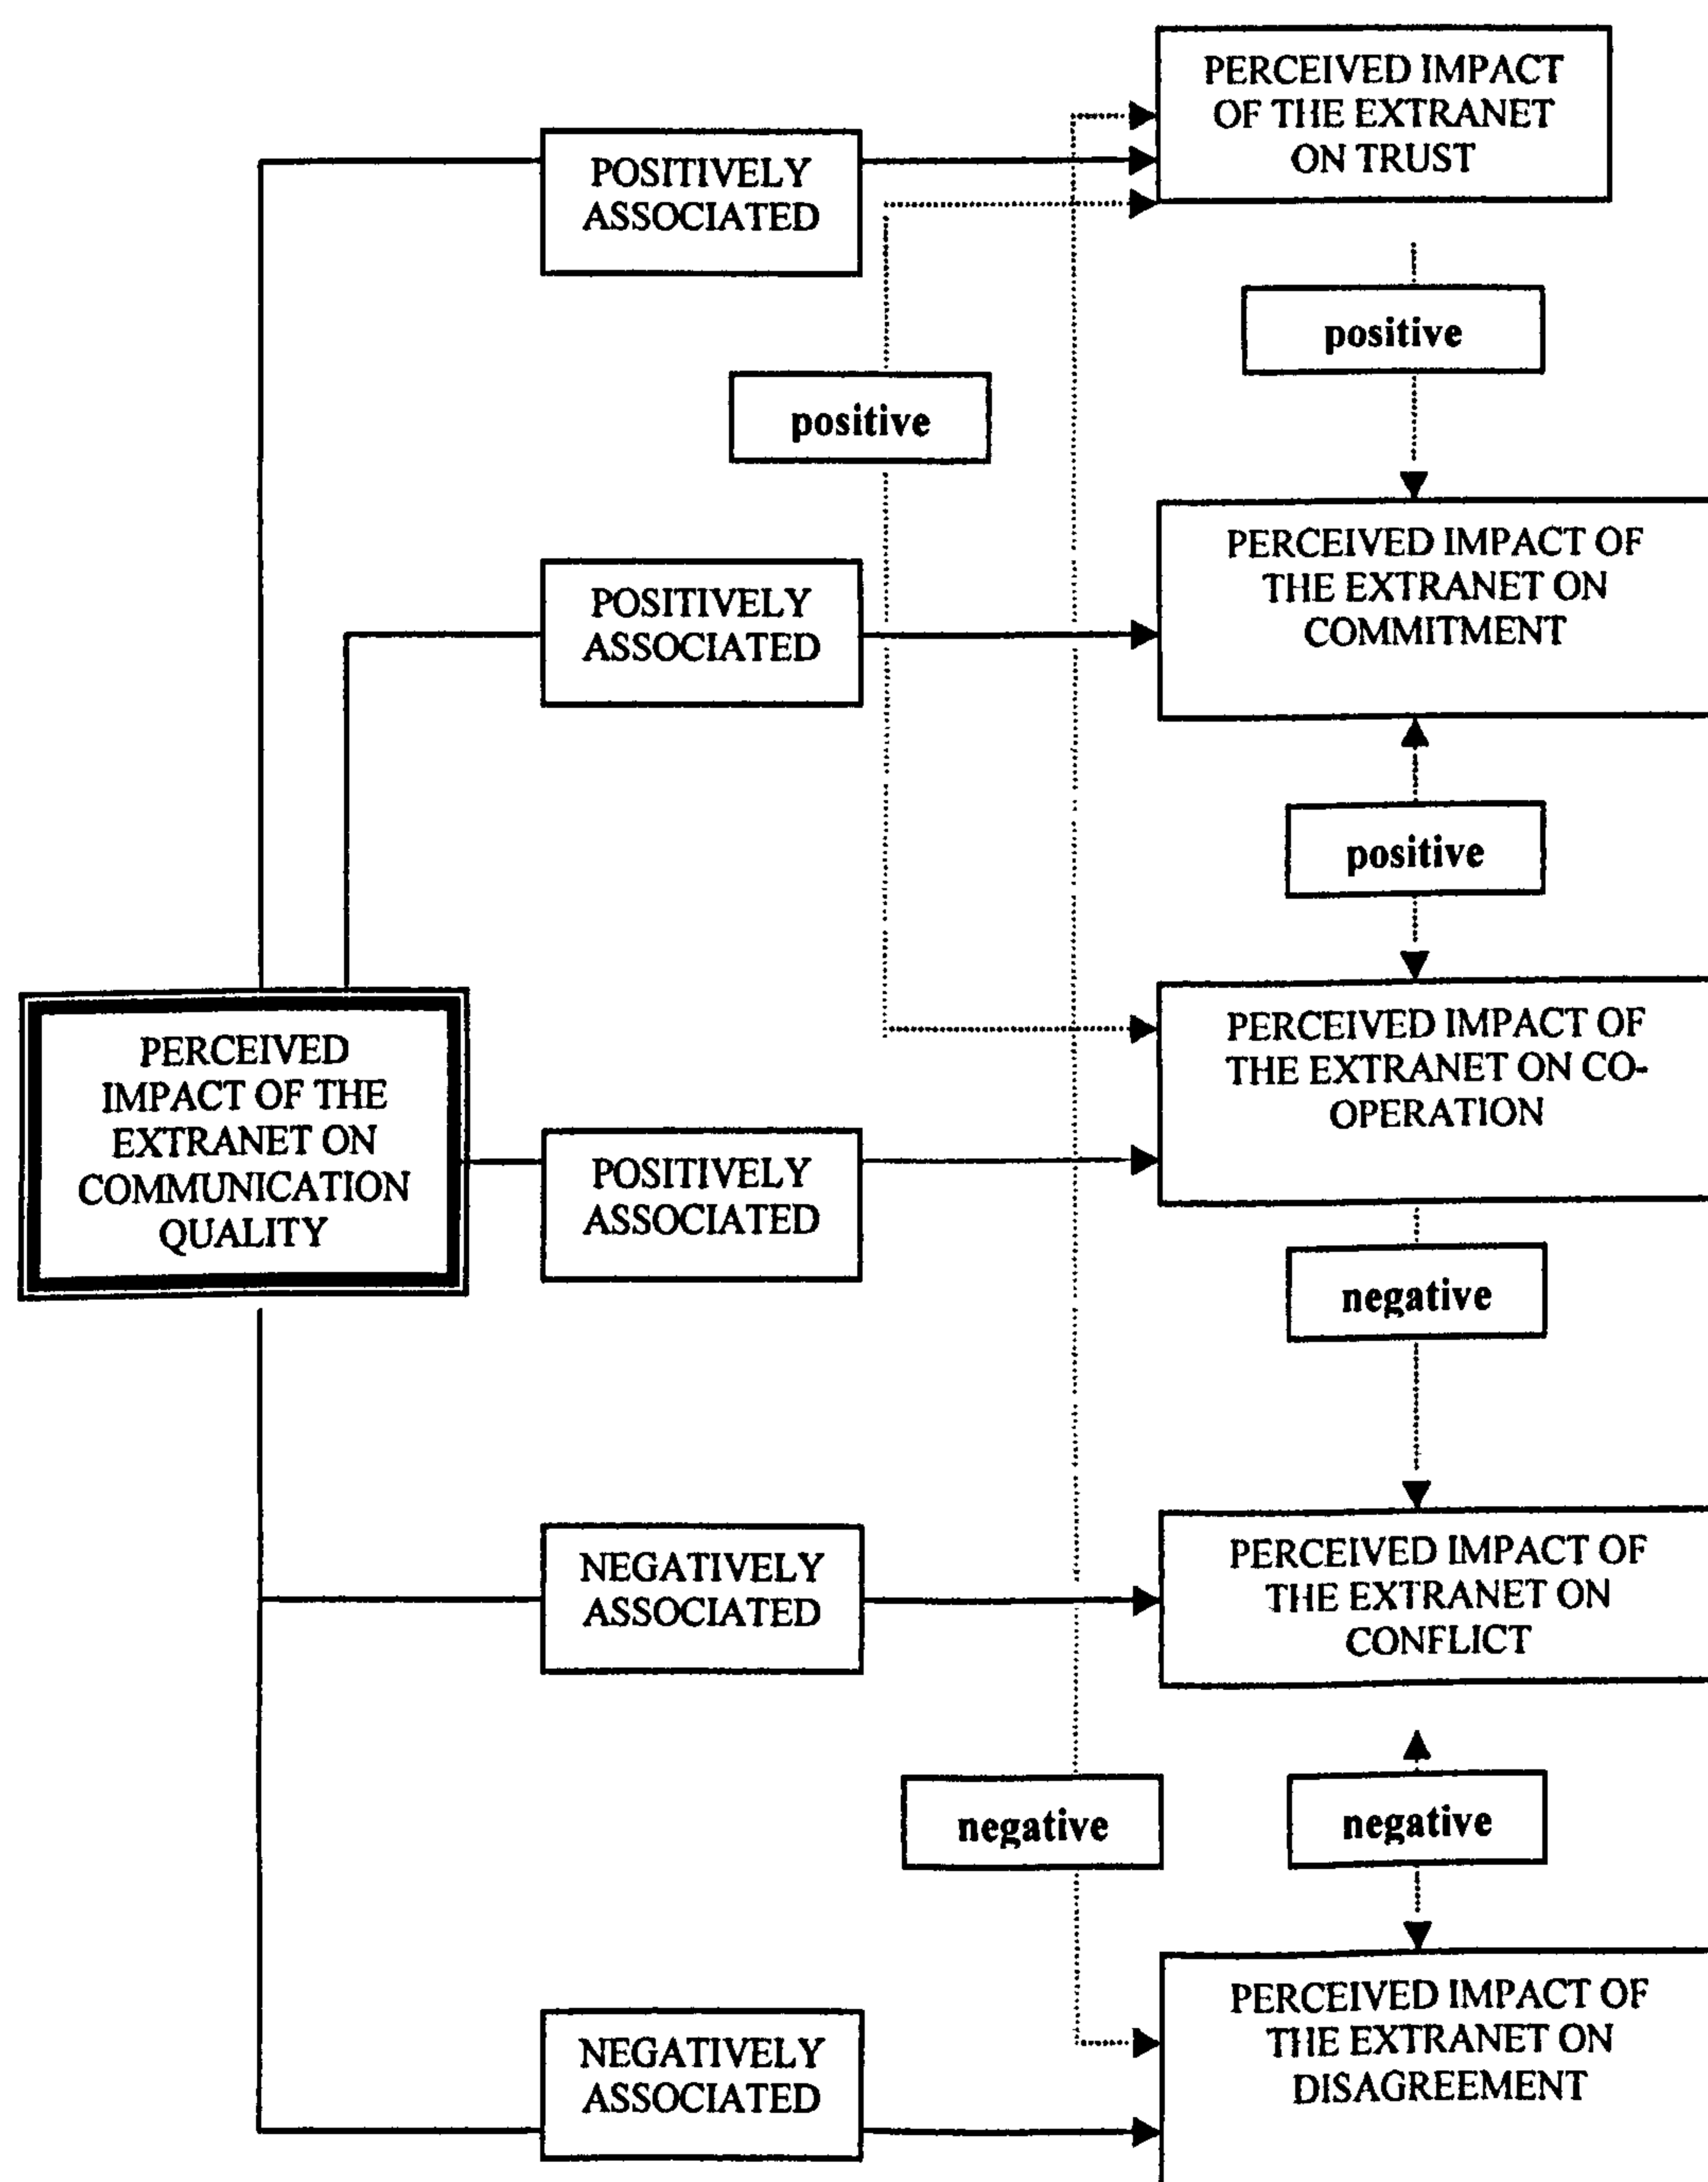 PERCEIVED IMPACT
OF THE EXTRANET
ON TRUST
POSITIVELY
ASSOCIATED
positive
positive
PERCEIVED IMPACT OF
THE EXTRANET ON
COMMITMENT
POSITIVELY
ASSOCIATED
positive
PERCEIVED
IMPACT OF THE
EXTRANET ON
COMMUNICATION
QUALITY
PERCEIVED IMPACT OF
THE EXTRANET ON CO-
OPERATION
POSITIVELY
ASSOCIATED
negative
NEGATIVELY
ASSOCIATED
PERCEIVED IMPACT OF
THE EXTRANET ON
CONFLICT
negative
negative
NEGATIVELY
ASSOCIATED
PERCEIVED IMPACT OF
THE EXTRANET ON
DISAGREEMENT